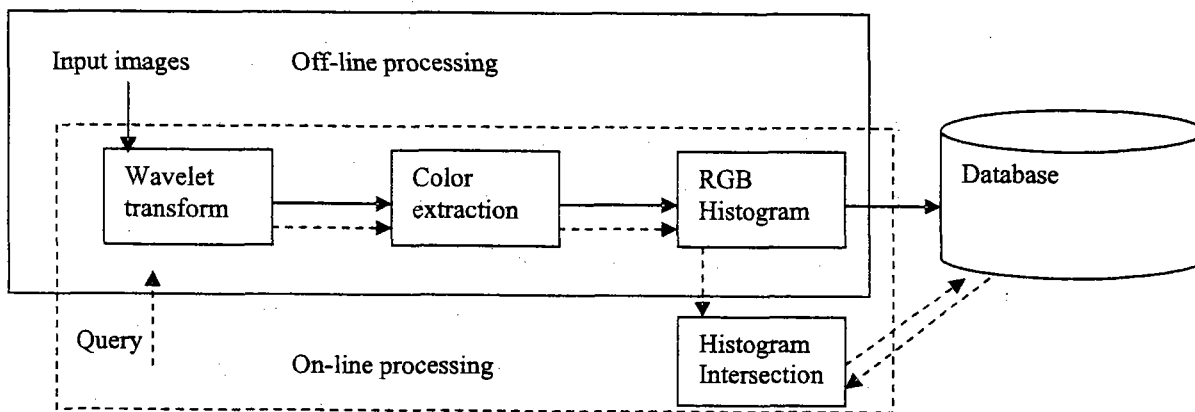 Input images
Off-line processing
Wavelet
transform
Color
extraction
RGB
Histogram
Database
Query
On-line processing
Histogram
Intersection